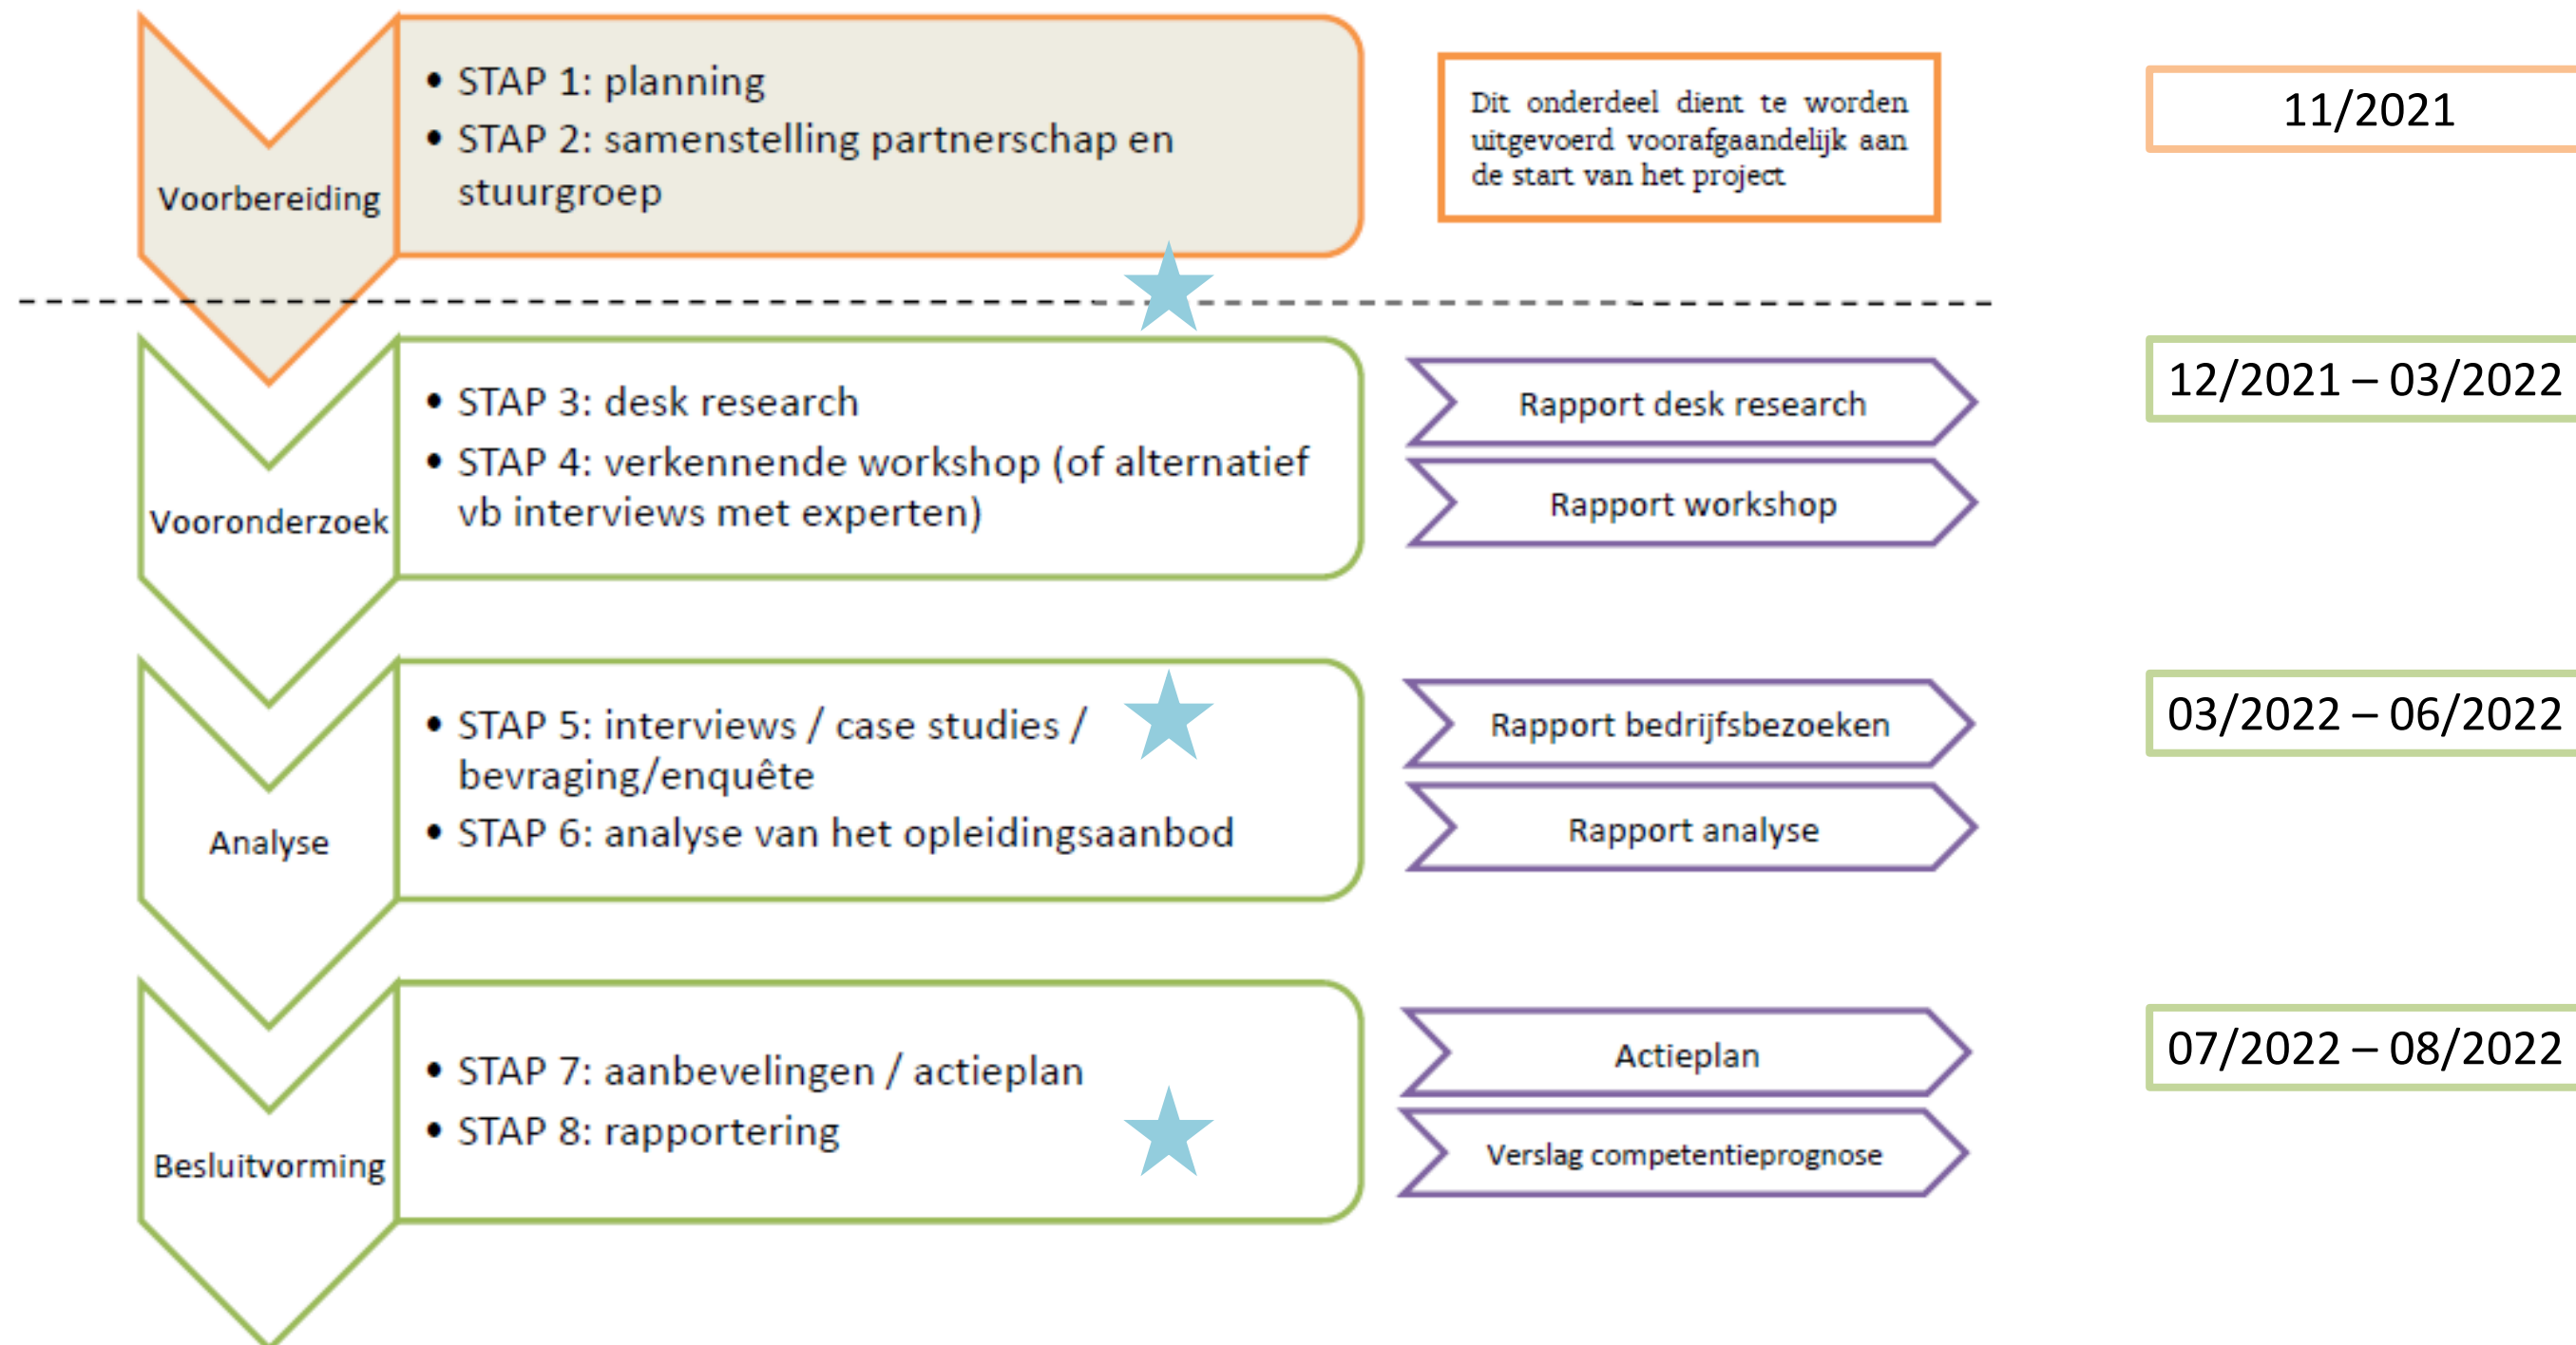 Voorbereiding
• STAP 1: planning
• STAP 2: samenstelling partnerschap en
stuurgroep
Dit onderdeel dient te worden
uitgevoerd voorafgaandelijk aan
de start van het project
11/2021
Vooronderzoek
• STAP 3: desk research
• STAP 4: verkennende workshop (of alternatief
vb interviews met experten)
Rapport desk research
Rapport workshop
12/2021 – 03/2022
Analyse
• STAP 5: interviews / case studies /
bevraging/enquête
• STAP 6: analyse van het opleidingsaanbod
Rapport bedrijfsbezoeken
Rapport analyse
03/2022 – 06/2022
Besluitvorming
• STAP 7: aanbevelingen / actieplan
• STAP 8: rapportering
Actieplan
Verslag competentieprognose
07/2022 – 08/2022